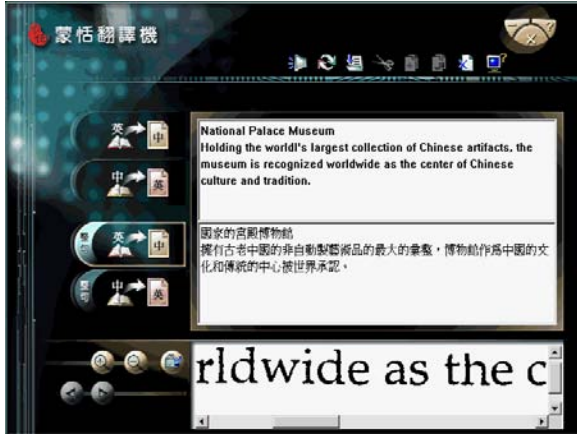 蒙恬翻譯機
英 中
中 英
整句 英 中
整句 中 英
National Palace Museum
Holding the worldl's largest collection of Chinese artifacts, the
museum is recognized worldwide as the center of Chinese
culture and tradition.
國家的宮殿博物館
擁有古老中國的非自動製藝術品的最大的彙整，博物館作為中國的文
化和傳統的中心被世界承認。
rldwide as the c